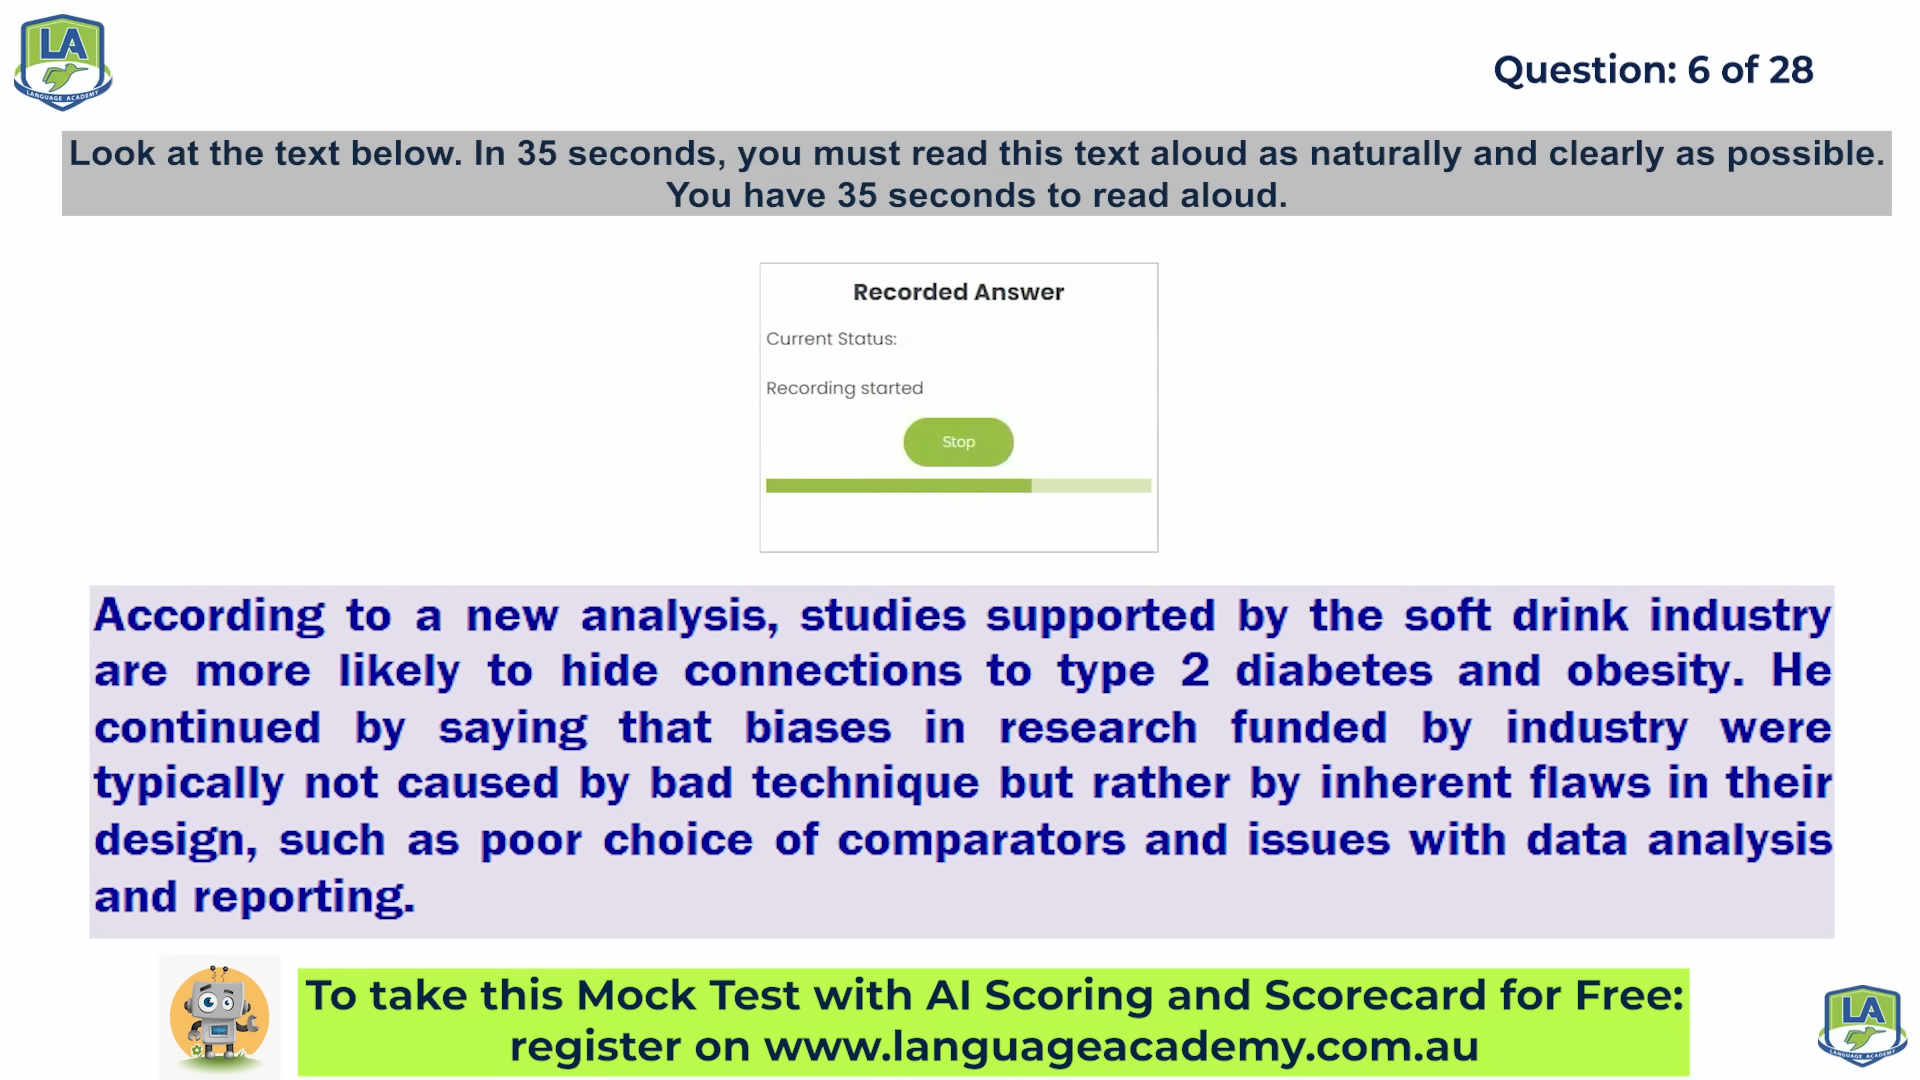 LA
LANGUAGE ACADEMY
Question: 6 of 28
Look at the text below. In 35 seconds, you must read this text aloud as naturally and clearly as possible.
You have 35 seconds to read aloud.
Recorded Answer
Current Status:
Recording started
Stop
According to a new analysis, studies supported by the soft drink industry
are more likely to hide connections to type 2 diabetes and obesity. He
continued by saying that biases in research funded by industry were
typically not caused by bad technique but rather by inherent flaws in their
design, such as poor choice of comparators and issues with data analysis
and reporting.
To take this Mock Test with AI Scoring and Scorecard for Free:
register on www.languageacademy.com.au
LA
LANGUAGE ACADEMY